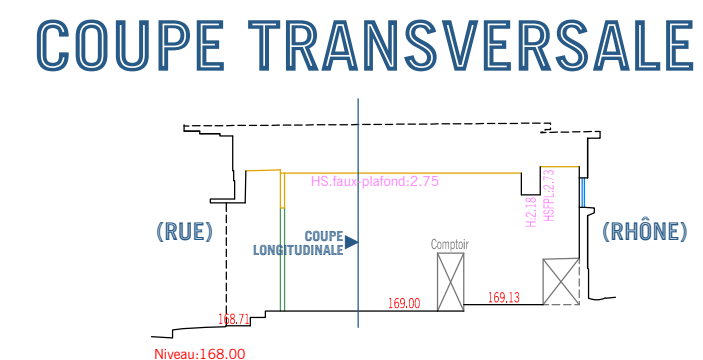 COUPE TRANSVERSALE
HS.faux-plafond:2.75
H:2.18
HSFPL:2.73
(RUE)
COUPE
LONGITUDINALE
Comptoir
(RHÔNE)
169.00
169.13
168.71
Niveau:168.00